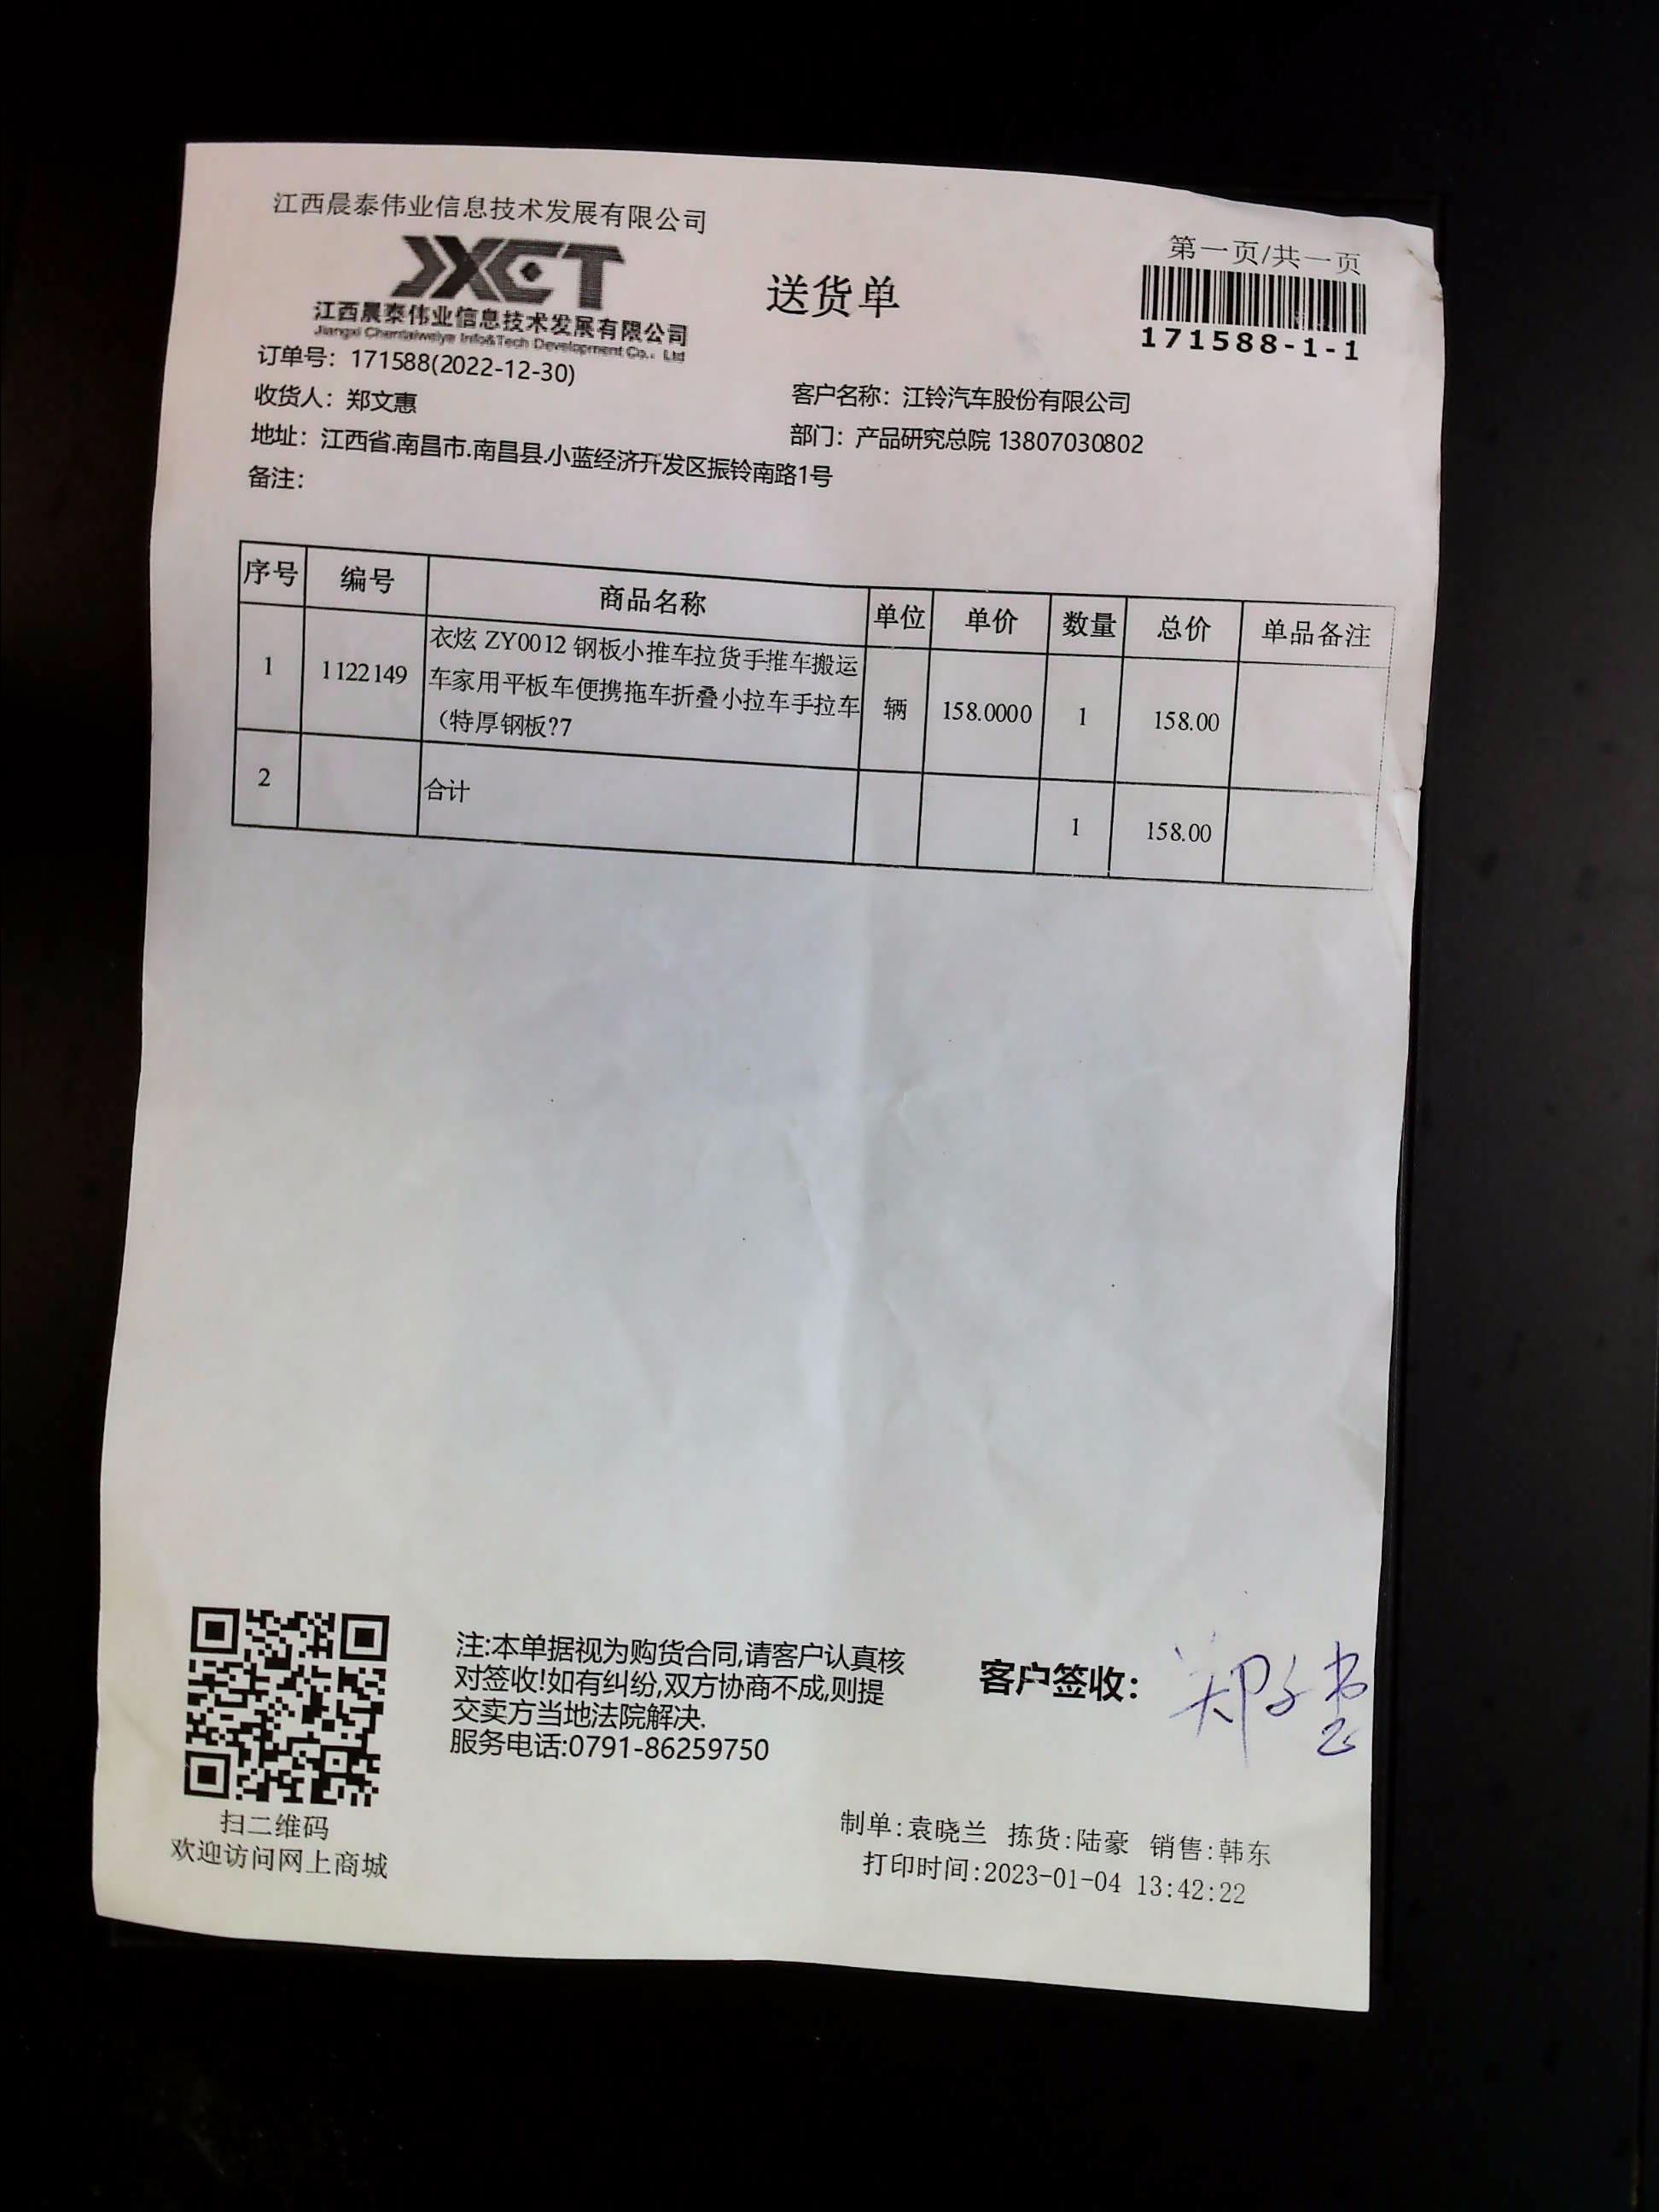 江西晨泰伟业信息技术发展有限公司
JXCT
江西晨泰伟业信息技术发展有限公司
Jiangxi Chentaiweiye Info&Tech Development Co., Ltd
送货单
第一页/共一页
171588-1-1
订单号：171588(2022-12-30)
收货人：郑文惠
客户名称：江铃汽车股份有限公司
地址：江西省.南昌市.南昌县.小蓝经济开发区振铃南路1号
部门：产品研究总院 13807030802
备注：
序号 编号 商品名称 单位 单价 数量 总价 单品备注
1 1122149 衣炫 ZY0012 钢板小推车拉货手推车搬运
车家用平板车便携拖车折叠小拉车手拉车 辆 158.0000 1 158.00
（特厚钢板?7
2 合计 1 158.00
注:本单据视为购货合同,请客户认真核
对签收!如有纠纷,双方协商不成,则提
交卖方当地法院解决.
服务电话:0791-86259750
客户签收：
扫二维码
欢迎访问网上商城
制单:袁晓兰 拣货:陆豪 销售:韩东
打印时间:2023-01-04 13:42:22